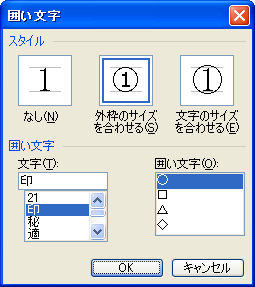 囲い文字
スタイル
1
①
①
なし(N)
外枠のサイズ
を合わせる(S)
文字のサイズ
を合わせる(E)
囲い文字
文字(T):
囲い文字(O):
印
21
印
秘
適
○
□
△
◇
OK
キャンセル